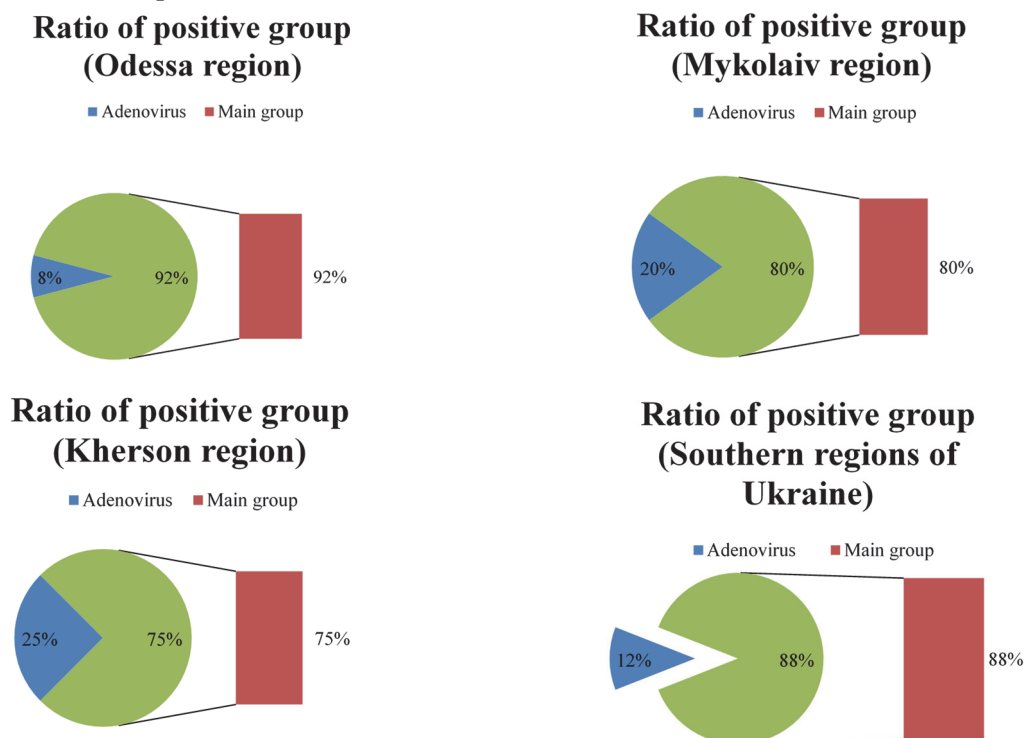 Ratio of positive group
(Odessa region)
Adenovirus Main group
8% 92% 92%
Ratio of positive group
(Mykolaiv region)
Adenovirus Main group
20% 80% 80%
Ratio of positive group
(Kherson region)
Adenovirus Main group
25% 75% 75%
Ratio of positive group
(Southern regions of
Ukraine)
Adenovirus Main group
12% 88% 88%